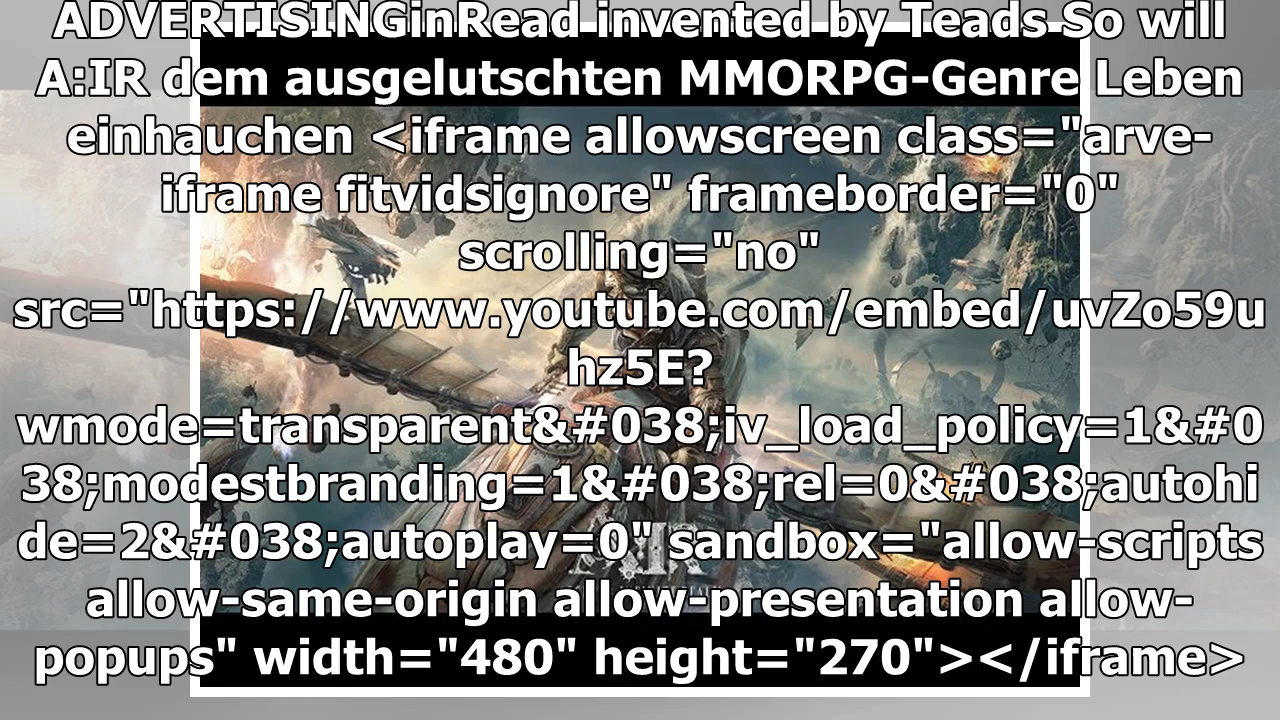 ADVERTISINGinRead invented by Teads So will
A:IR dem ausgelutschten MMORPG-Genre Leben
einhauchen <iframe allowscreen class="arve-
iframe fitvidsignore" frameborder="0"
scrolling="no"
src="https://www.youtube.com/embed/uvZo59u
hz5E?
wmode=transparent&#038;iv_load_policy=1&#0
38;modestbranding=1&#038;rel=0&#038;autohi
de=2&#038;autoplay=0" sandbox="allow-scripts
allow-same-origin allow-presentation allow-
popups" width="480" height="270"></iframe>